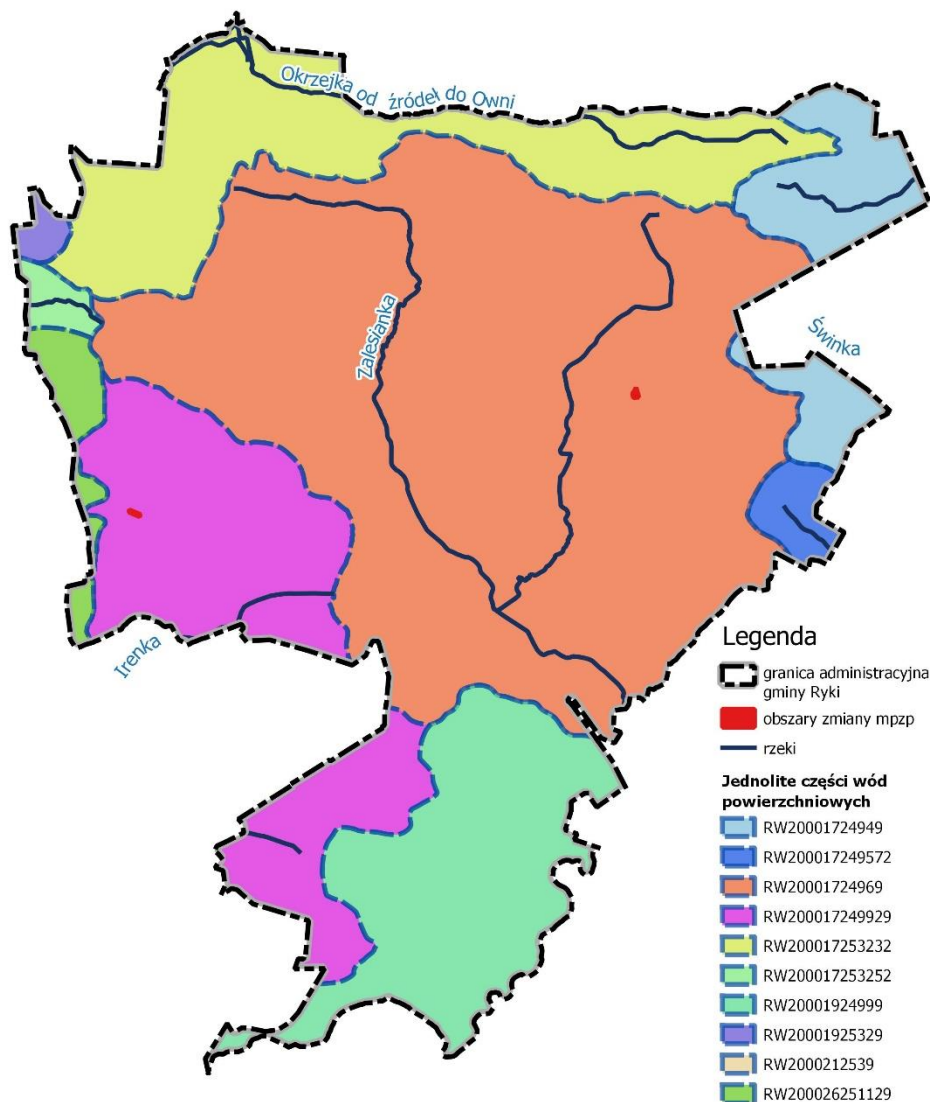 Okrzejka od źródeł do Owni
Zalesianka
Świnka
Irenka
Legenda
granica administracyjna
gminy Ryki
obszary zmiany mpzp
rzeki
Jednolite części wód
powierzchniowych
RW20001724949
RW200017249572
RW20001724969
RW200017249929
RW200017253232
RW200017253252
RW20001924999
RW20001925329
RW2000212539
RW200026251129